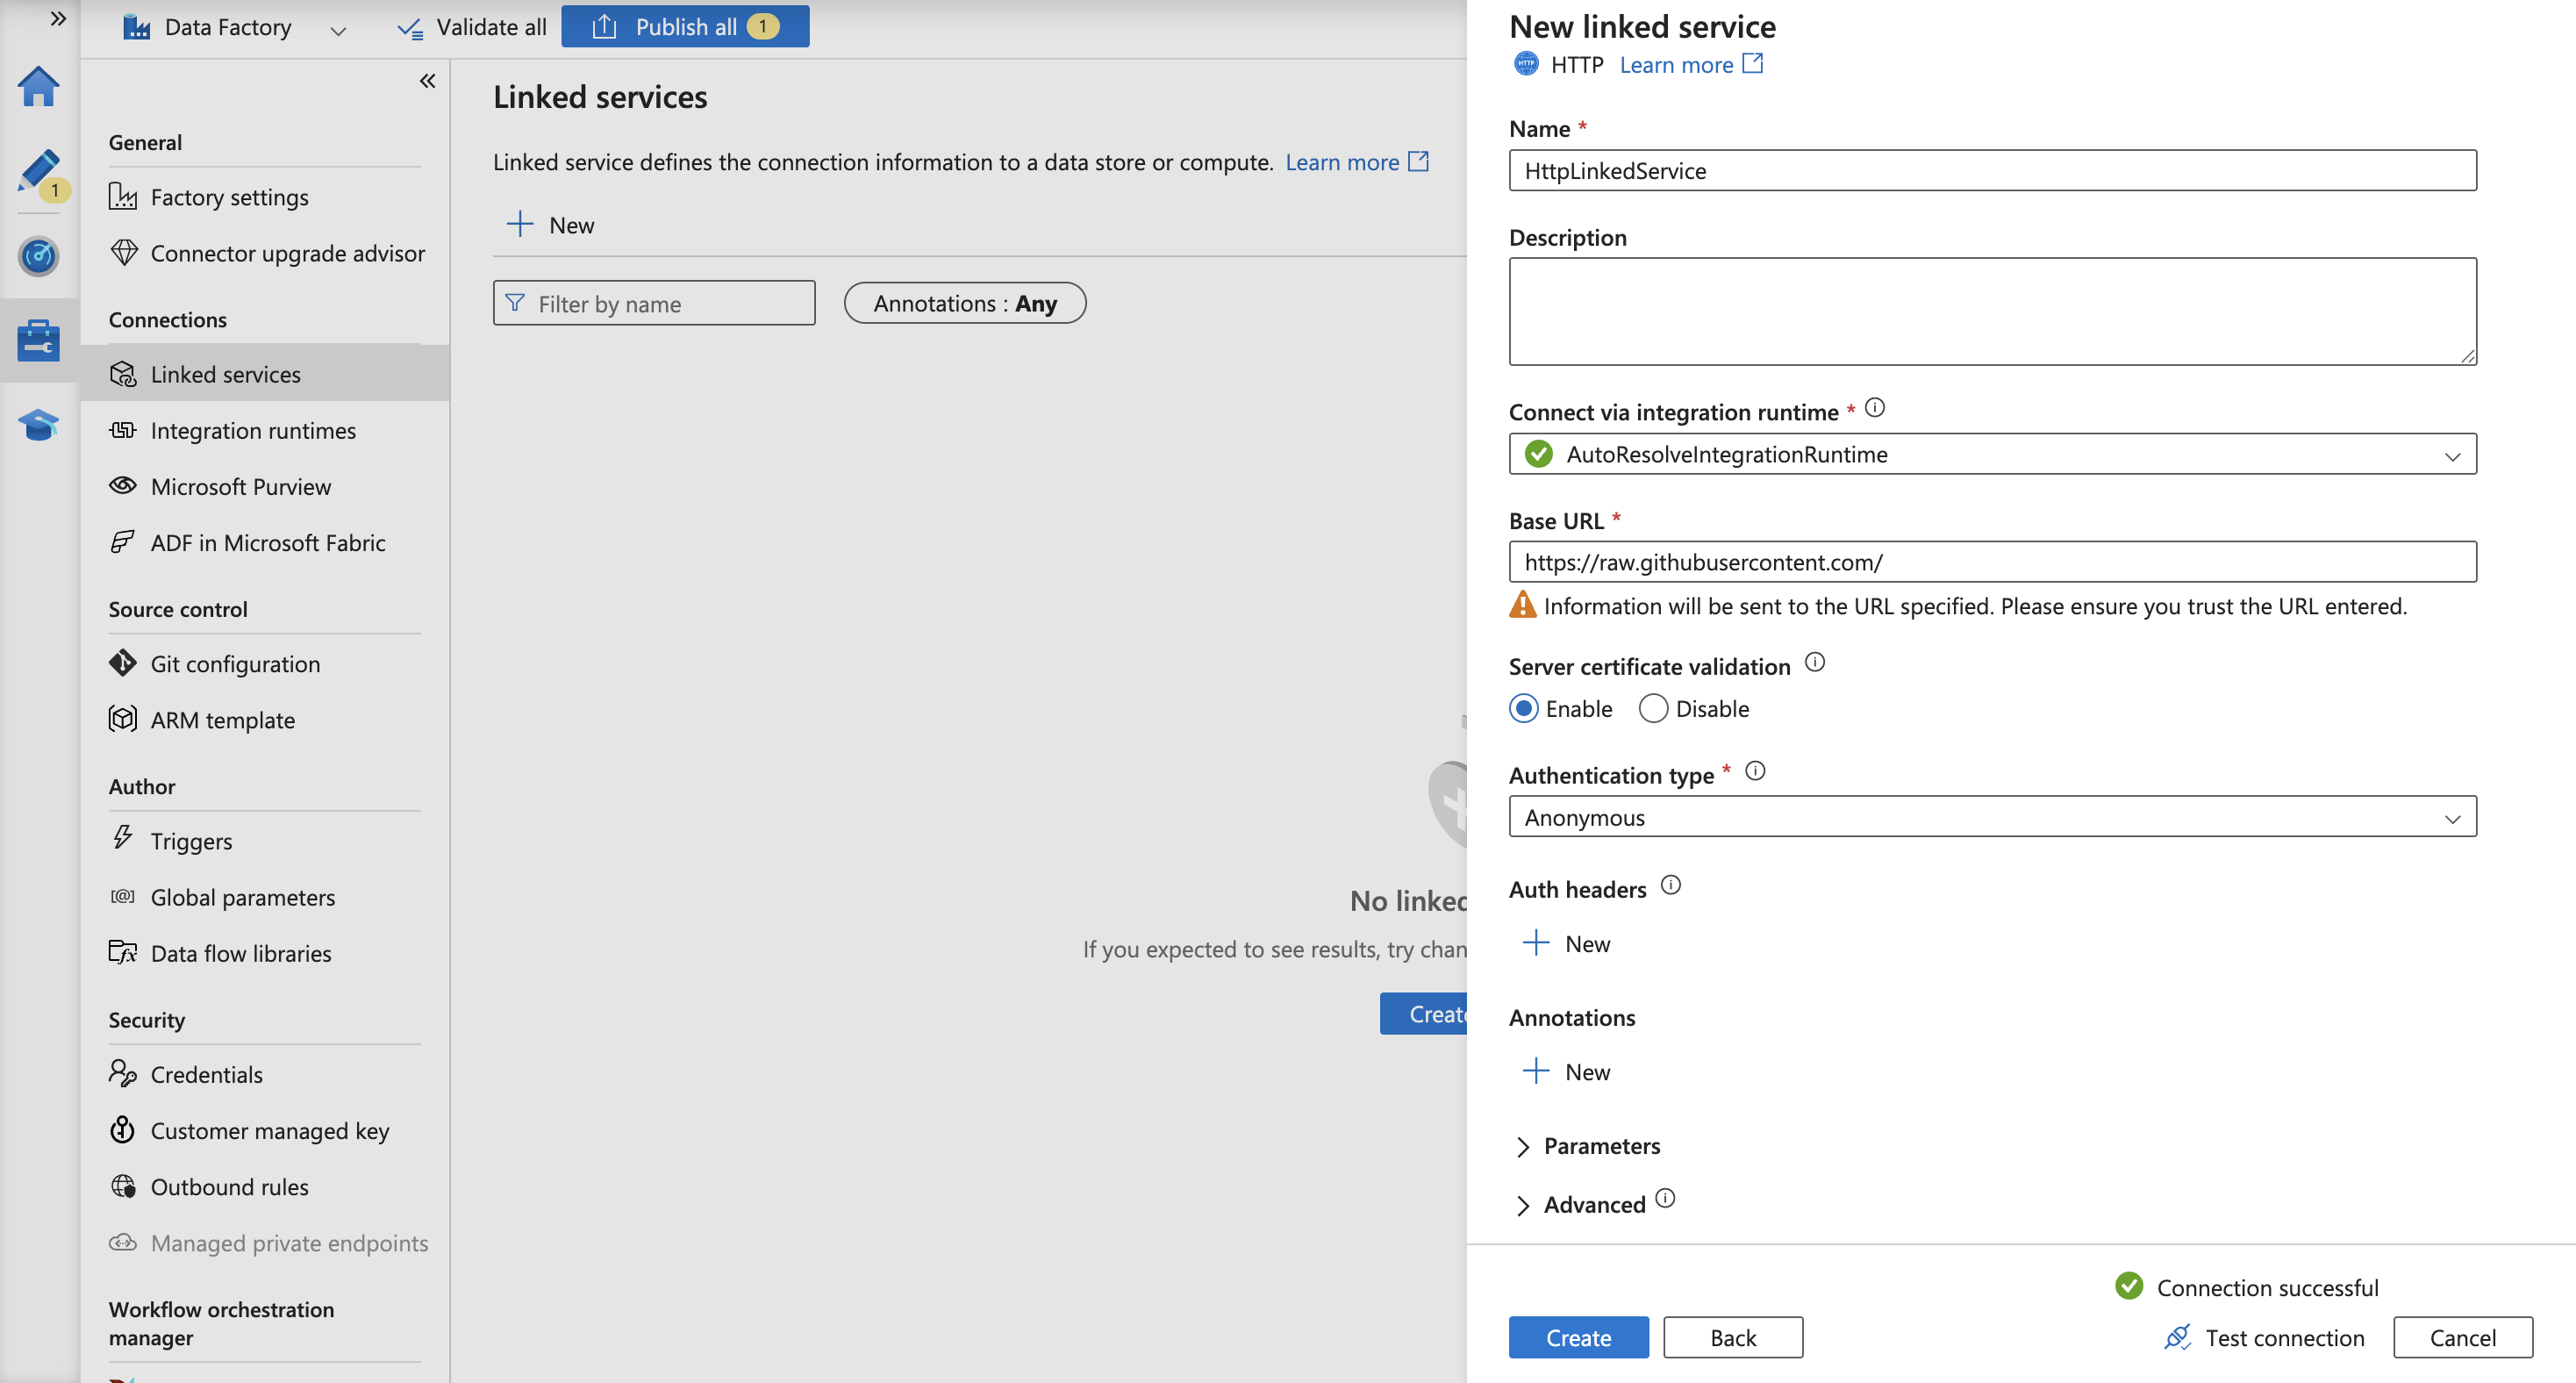 Data Factory
Validate all
Publish all 1
1
General
Factory settings
Connector upgrade advisor
Connections
Linked services
Integration runtimes
Microsoft Purview
ADF in Microsoft Fabric
Source control
Git configuration
ARM template
Author
Triggers
Global parameters
Data flow libraries
Security
Credentials
Customer managed key
Outbound rules
Managed private endpoints
Workflow orchestration
manager
Linked services
Linked service defines the connection information to a data store or compute. Learn more
New
Filter by name
Annotations : Any
No linked
If you expected to see results, try chan
Create
New linked service
HTTP Learn more
Name *
HttpLinkedService
Description
Connect via integration runtime *
AutoResolveIntegrationRuntime
Base URL *
https://raw.githubusercontent.com/
Information will be sent to the URL specified. Please ensure you trust the URL entered.
Server certificate validation
Enable Disable
Authentication type *
Anonymous
Auth headers
New
Annotations
New
Parameters
Advanced
Connection successful
Create Back Test connection Cancel